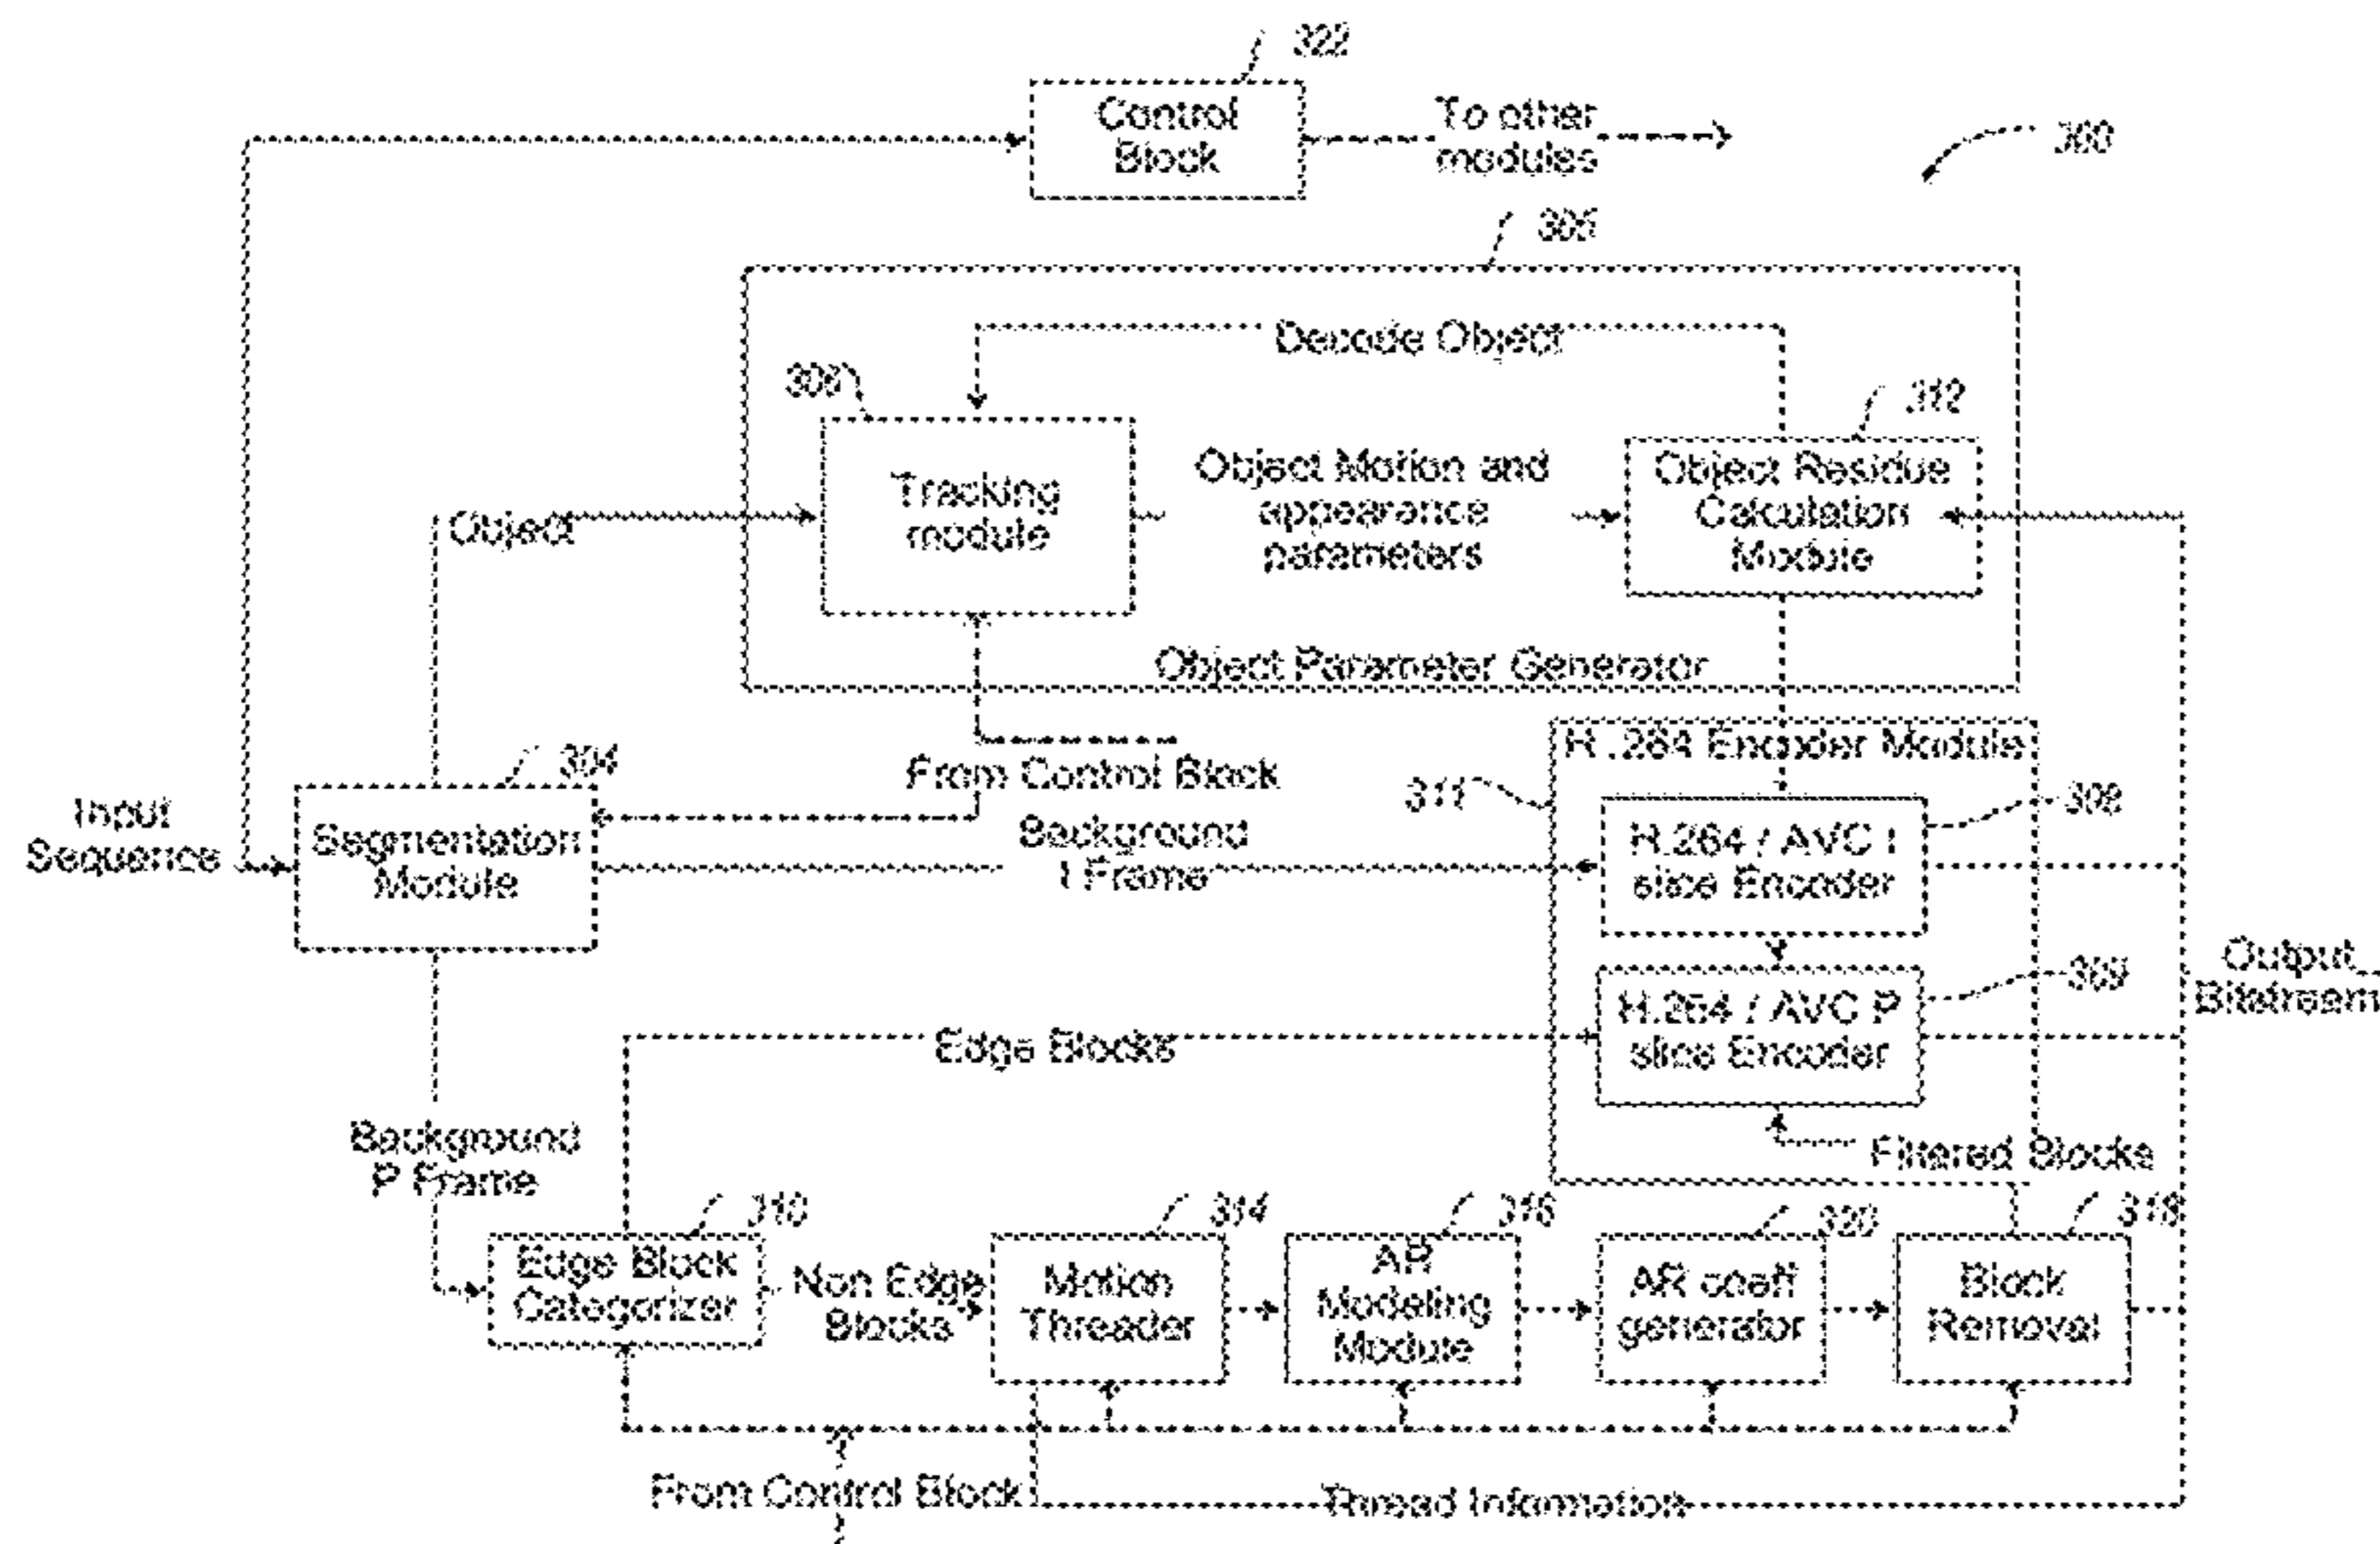 322
Control
Block
To other
modules
300
305
Decode Object
306
312
Tracking
module
Object Motion and
appearance
parameters
Object Residue
Calculation
Module
Object
Object Parameter Generator
304
From Control Block
H.264 Encoder Module
311
308
Input
Sequence
Segmentation
Module
Background
I Frame
H.264 / AVC I
slice Encoder
Output
Bitstream
309
H.264 / AVC P
slice Encoder
Edge Blocks
Background
P Frame
Filtered Blocks
310
314
316
320
318
Edge Block
Categorizer
Non Edge
Blocks
Motion
Threader
AR
Modeling
Module
AR coeff
generator
Block
Removal
From Control Block
Thread Information